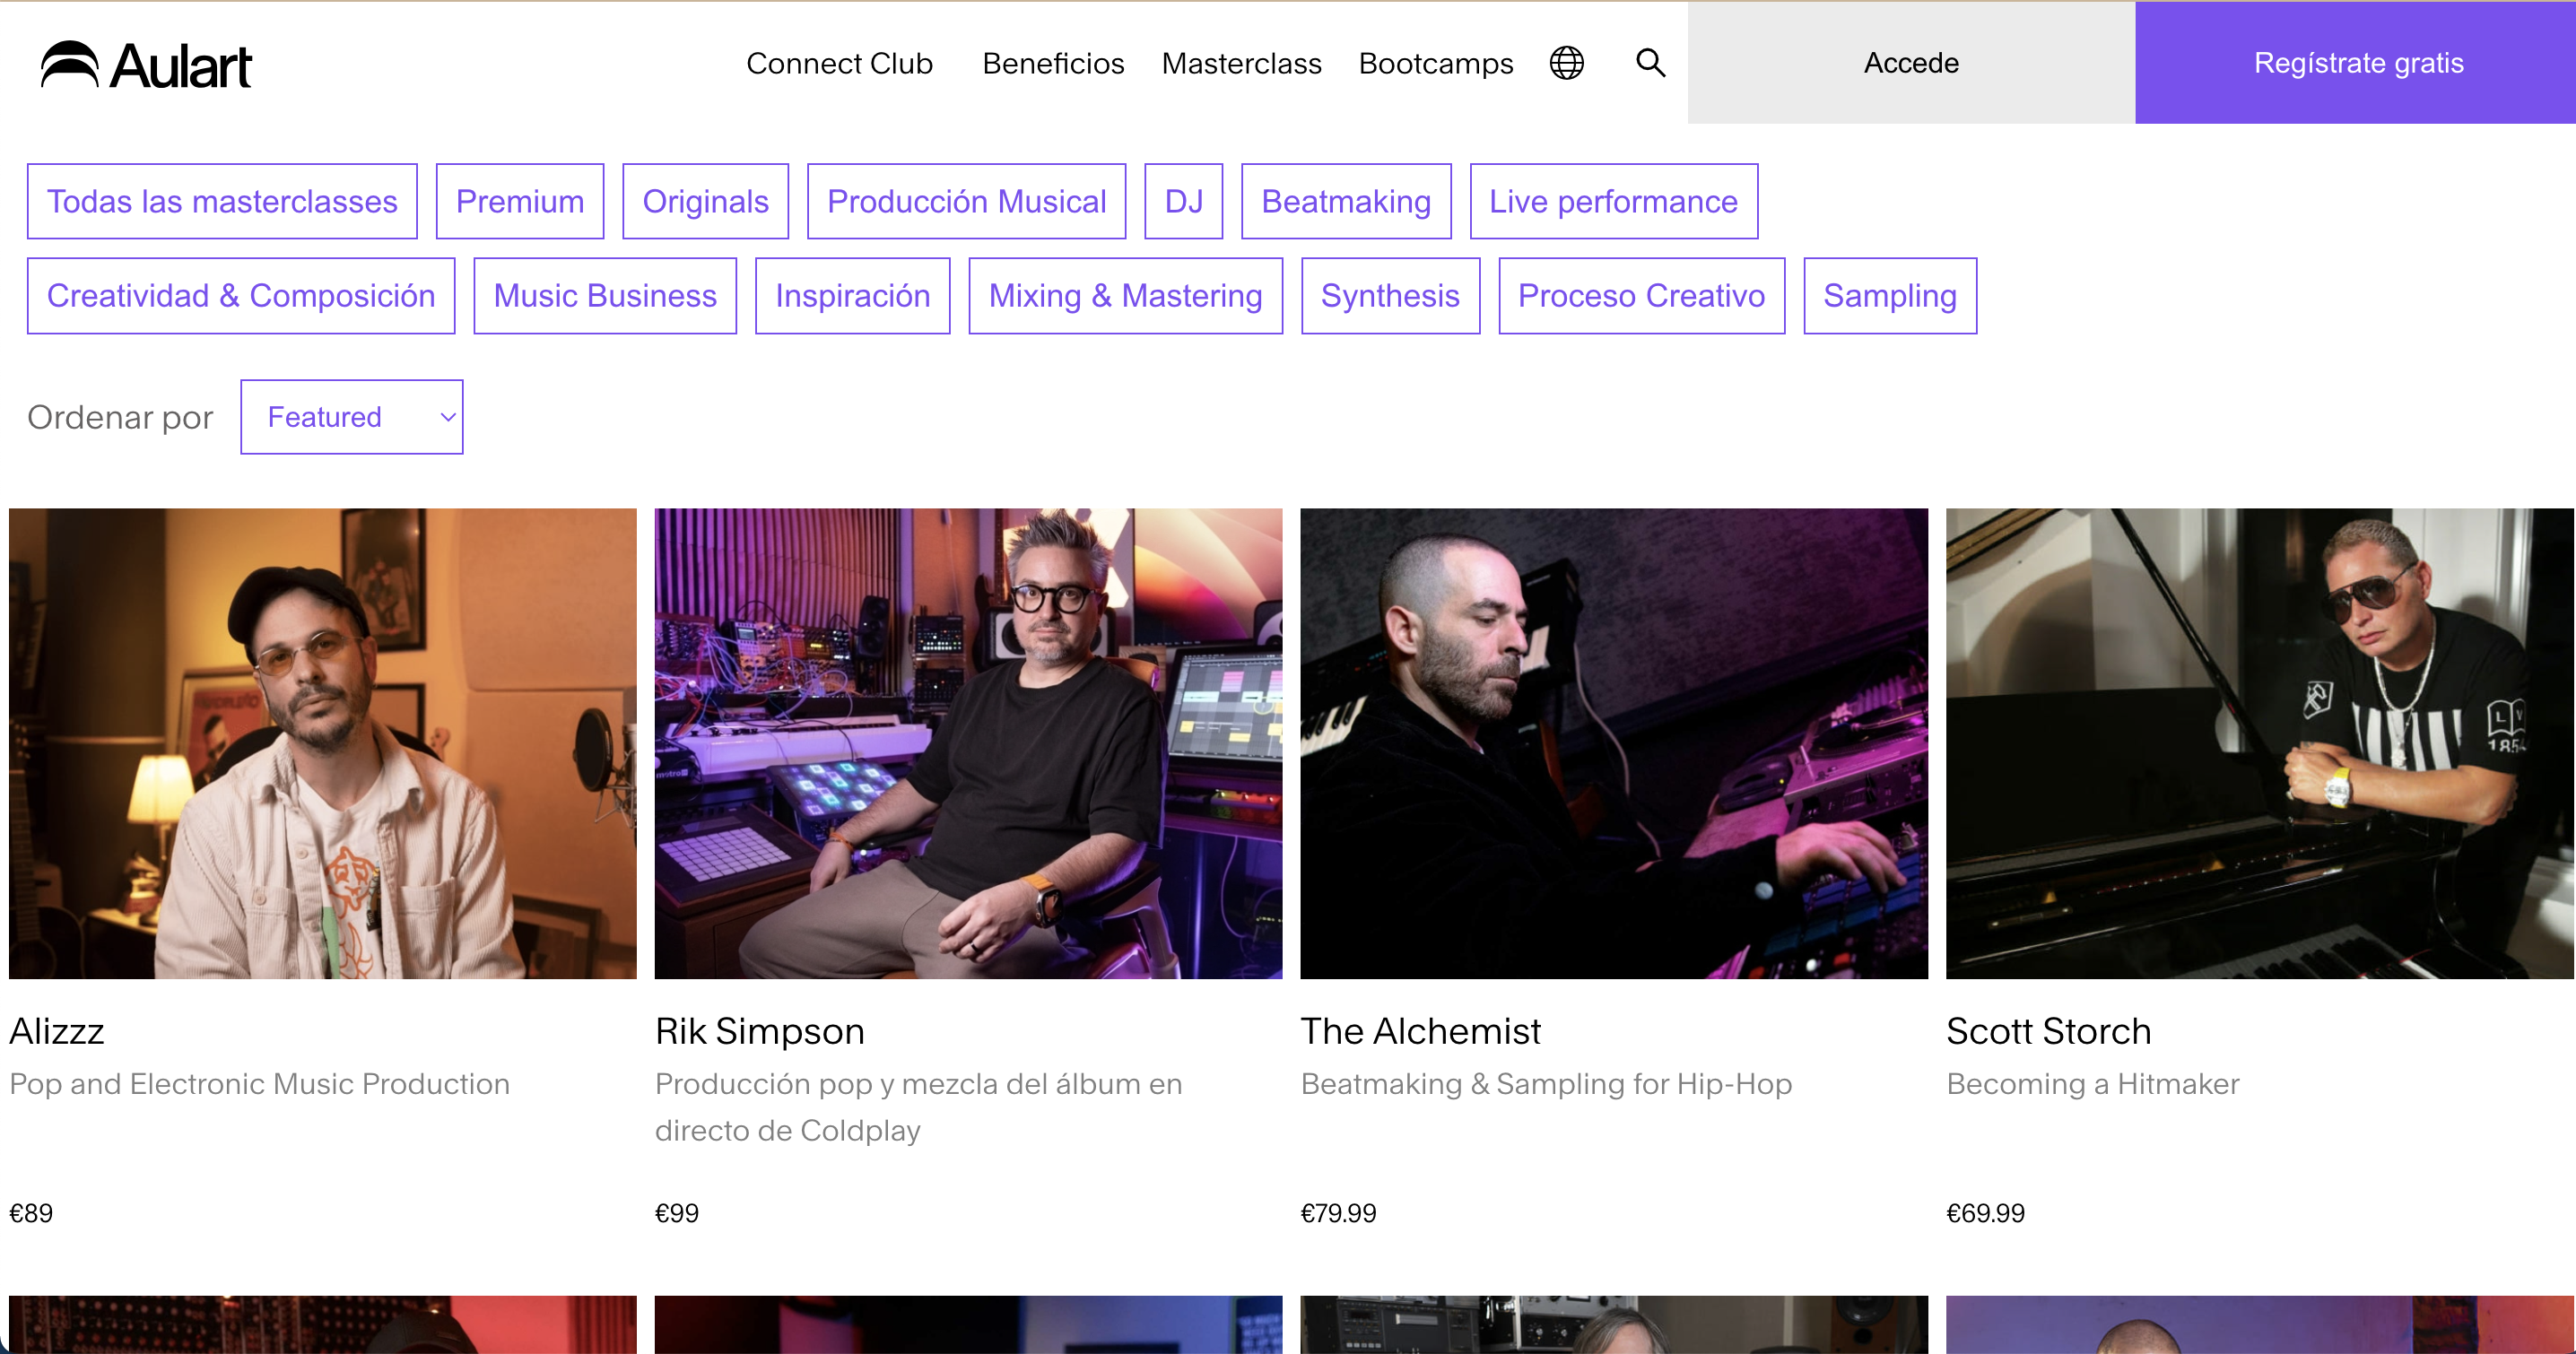 Aulart
Connect Club
Beneficios
Masterclass
Bootcamps
Accede
Regístrate gratis
Todas las masterclasses
Premium
Originals
Producción Musical
DJ
Beatmaking
Live performance
Creatividad & Composición
Music Business
Inspiración
Mixing & Mastering
Synthesis
Proceso Creativo
Sampling
Ordenar por
Featured
LV
1854
Alizzz
Pop and Electronic Music Production
€89
Rik Simpson
Producción pop y mezcla del álbum en
directo de Coldplay
€99
The Alchemist
Beatmaking & Sampling for Hip-Hop
€79.99
Scott Storch
Becoming a Hitmaker
€69.99